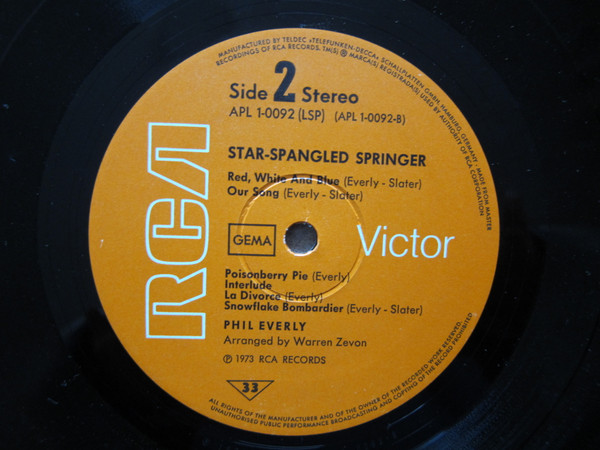 MANUFACTURED BY TELDEC »TELEFUNKEN-DECCA« SCHALLPLATTEN GMBH, HAMBURG, GERMANY · MADE FROM MASTER
RECORDINGS OF RCA RECORDS. TM(S) ® MARCA(S) REGISTRADA(S) USED BY AUTHORITY OF RCA CORPORATION
Side 2 Stereo
APL 1-0092 (LSP) (APL 1-0092-B)
STAR-SPANGLED SPRINGER
Red, White And Blue (Everly - Slater)
Our Song (Everly - Slater)
RCA
GEMA
Victor
Poisonberry Pie (Everly)
Interlude
La Divorce (Everly)
Snowflake Bombardier (Everly - Slater)
PHIL EVERLY
Arranged by Warren Zevon
℗ 1973 RCA RECORDS
33
ALL RIGHTS OF THE MANUFACTURER AND OF THE OWNER OF THE RECORDED WORK RESERVED.
UNAUTHORISED PUBLIC PERFORMANCE BROADCASTING AND COPYING OF THE RECORD PROHIBITED